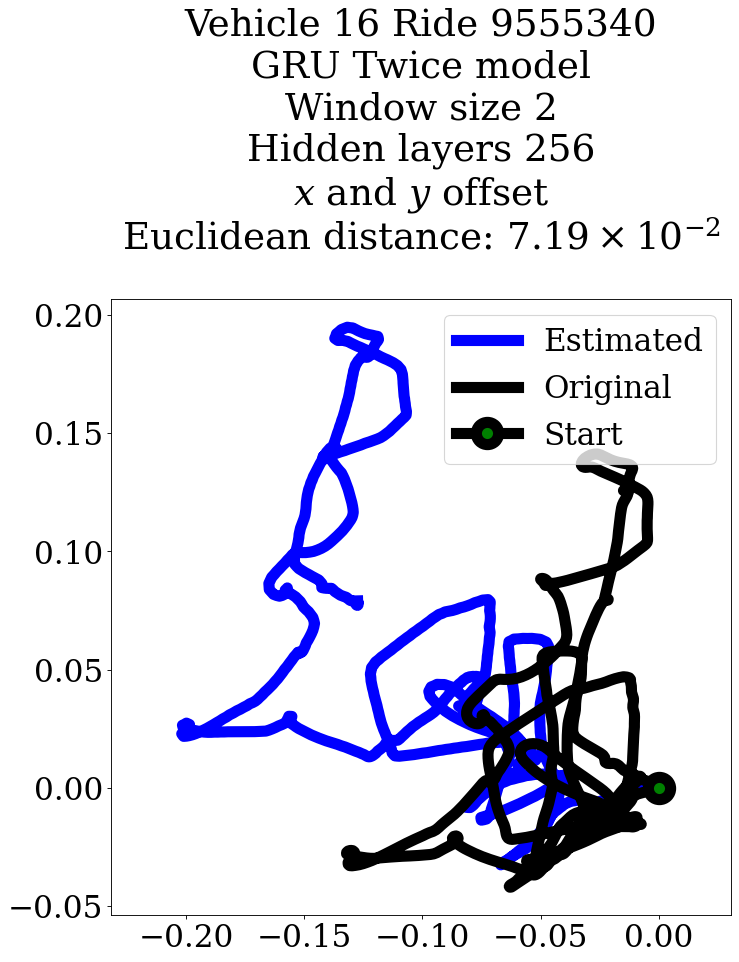 Vehicle 16 Ride 9555340
GRU Twice model
Window size 2
Hidden layers 256
x and y offset
Euclidean distance: 7.19 × 10⁻²
Estimated
Original
Start
0.20
0.15
0.10
0.05
0.00
−0.05
−0.20 −0.15 −0.10 −0.05 0.00